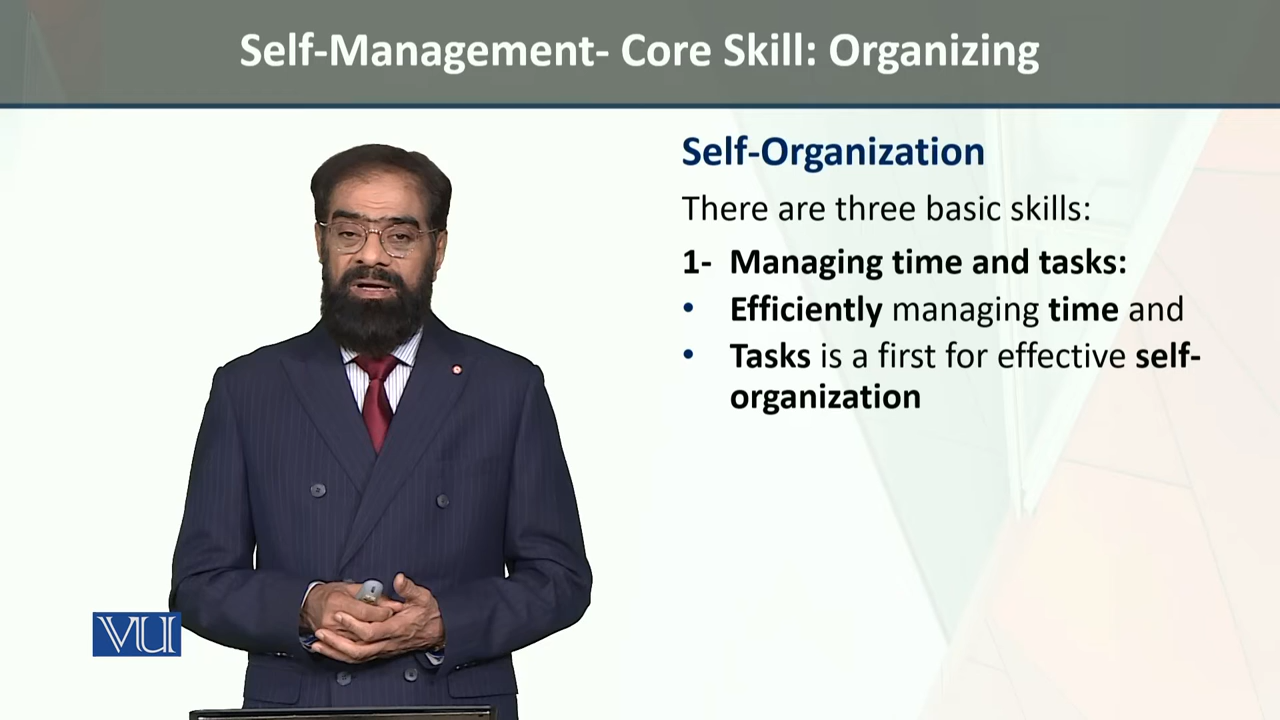 Self-Management- Core Skill: Organizing
Self-Organization
There are three basic skills:
1- Managing time and tasks:
• Efficiently managing time and
• Tasks is a first for effective self-
organization
VU